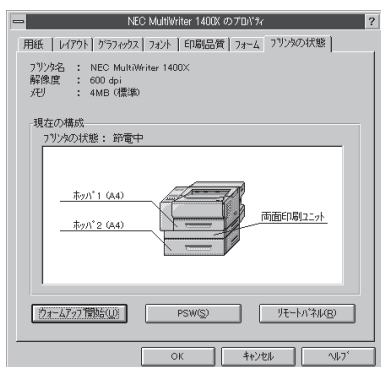 NEC MultiWriter 1400X のプロパティ
?
用紙 レイアウト グラフィックス フォント 印刷品質 フォーム プリンタの状態
プリンタ名 : NEC MultiWriter 1400X
解像度 : 600 dpi
メモリ : 4MB (標準)
現在の構成
プリンタの状態 : 節電中
ホッパ1 (A4)
ホッパ2 (A4)
両面印刷ユニット
ウォームアップ開始(U)
PSW(S)
リモートパネル(R)
OK
キャンセル
ヘルプ